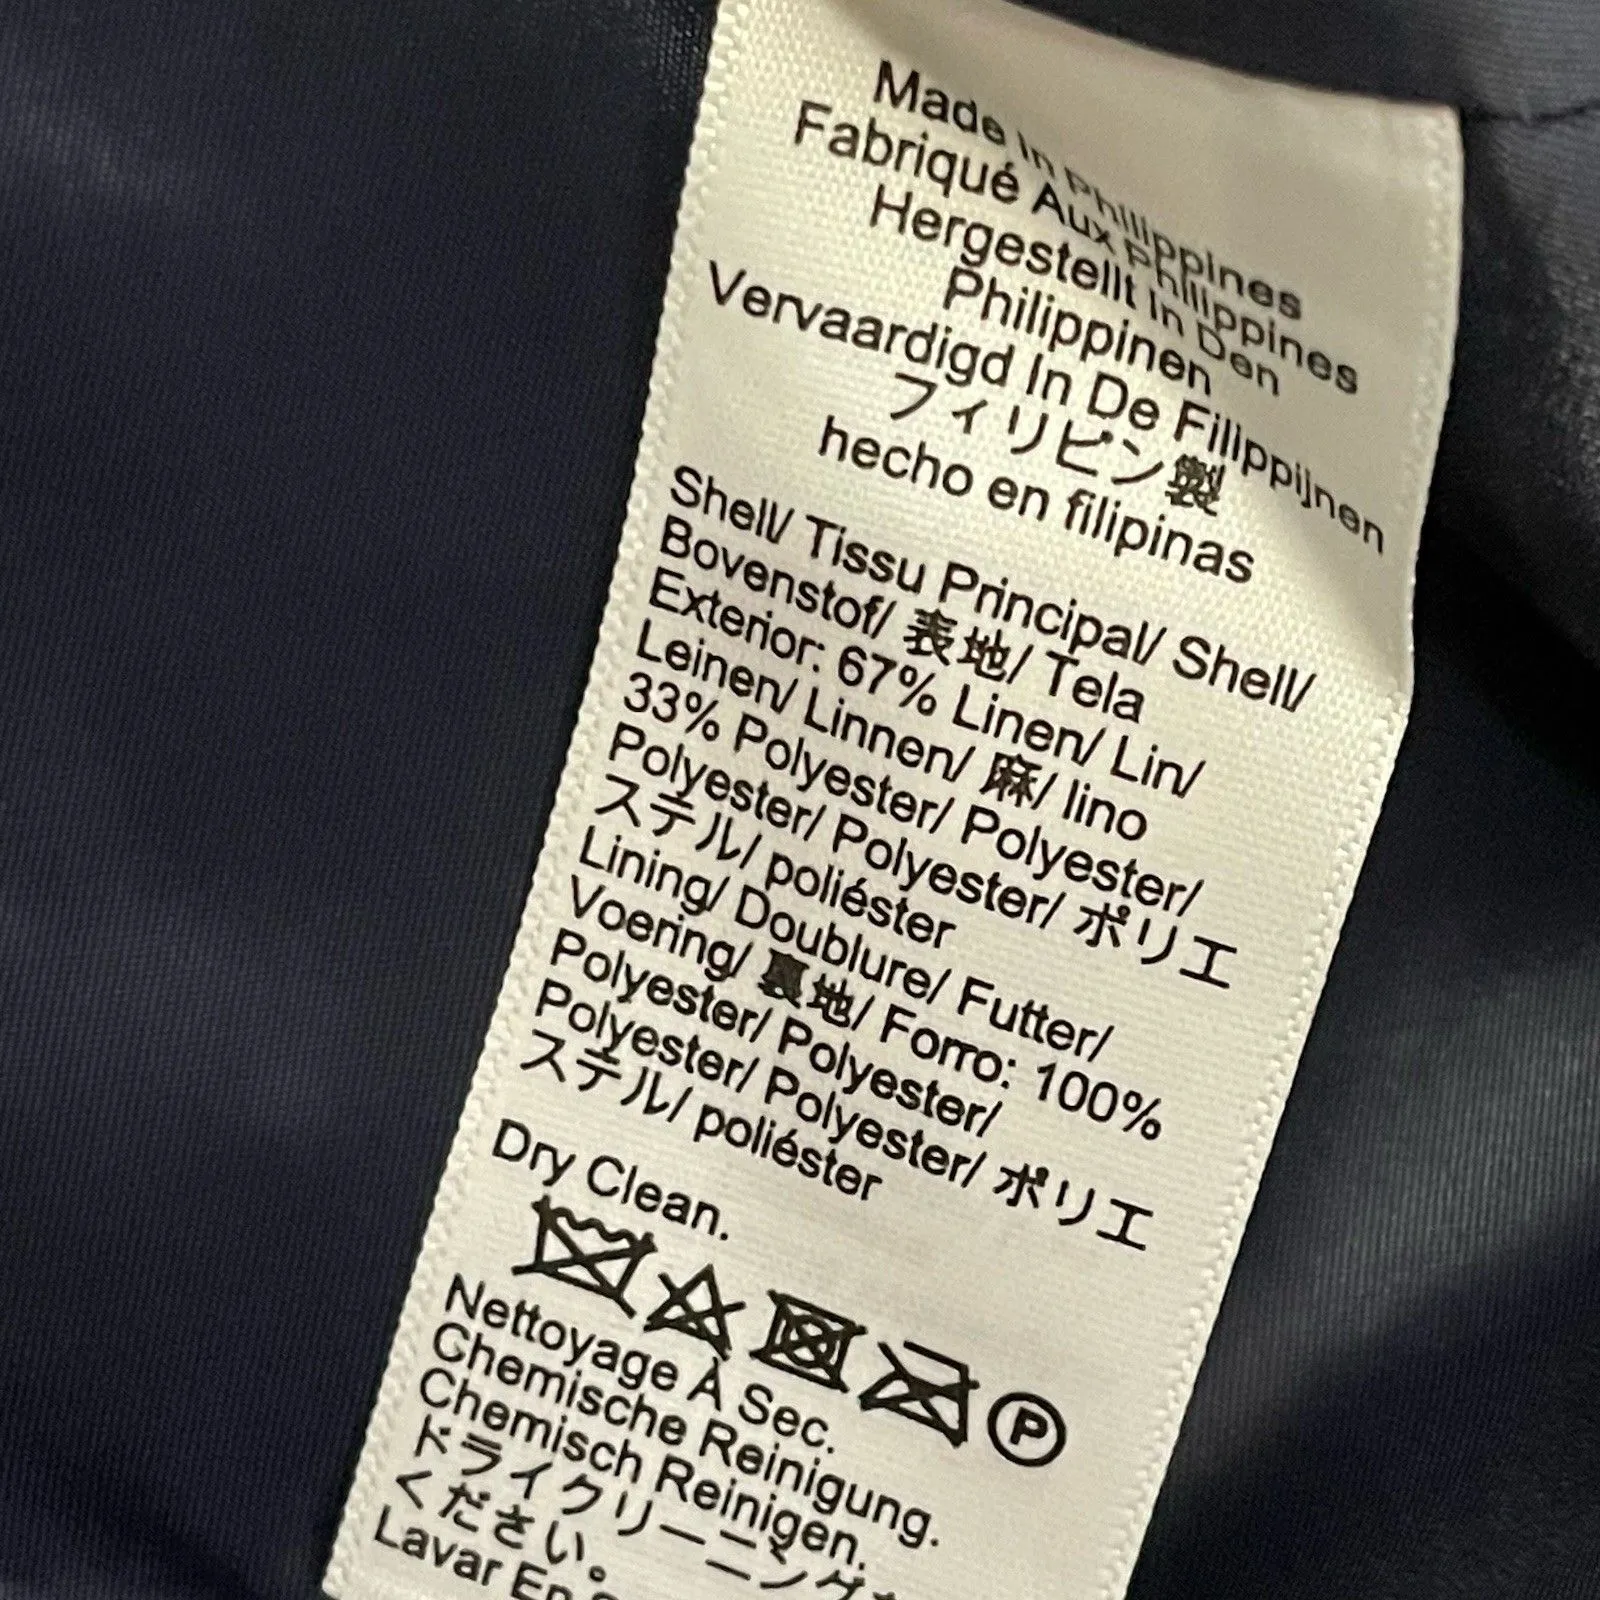 Made In Philippines
Fabriqué Aux Philippines
Hergestellt In Den
Philippinen
Vervaardigd In De Filippijnen
フィリピン製
hecho en filipinas
Shell/ Tissu Principal/ Shell/
Bovenstof/ 表地/ Tela
Exterior: 67% Linen/ Lin/
Leinen/ Linnen/ 麻/ lino
33% Polyester/ Polyester/
Polyester/ Polyester/ ポリエ
ステル/ poliéster
Lining/ Doublure/ Futter/
Voering/ 裏地/ Forro: 100%
Polyester/ Polyester/
Polyester/ Polyester/ ポリエ
ステル/ poliéster
Dry Clean.
P
Nettoyage À Sec.
Chemische Reinigung.
Chemisch Reinigen.
ドライクリーニング
ください。
Lavar En